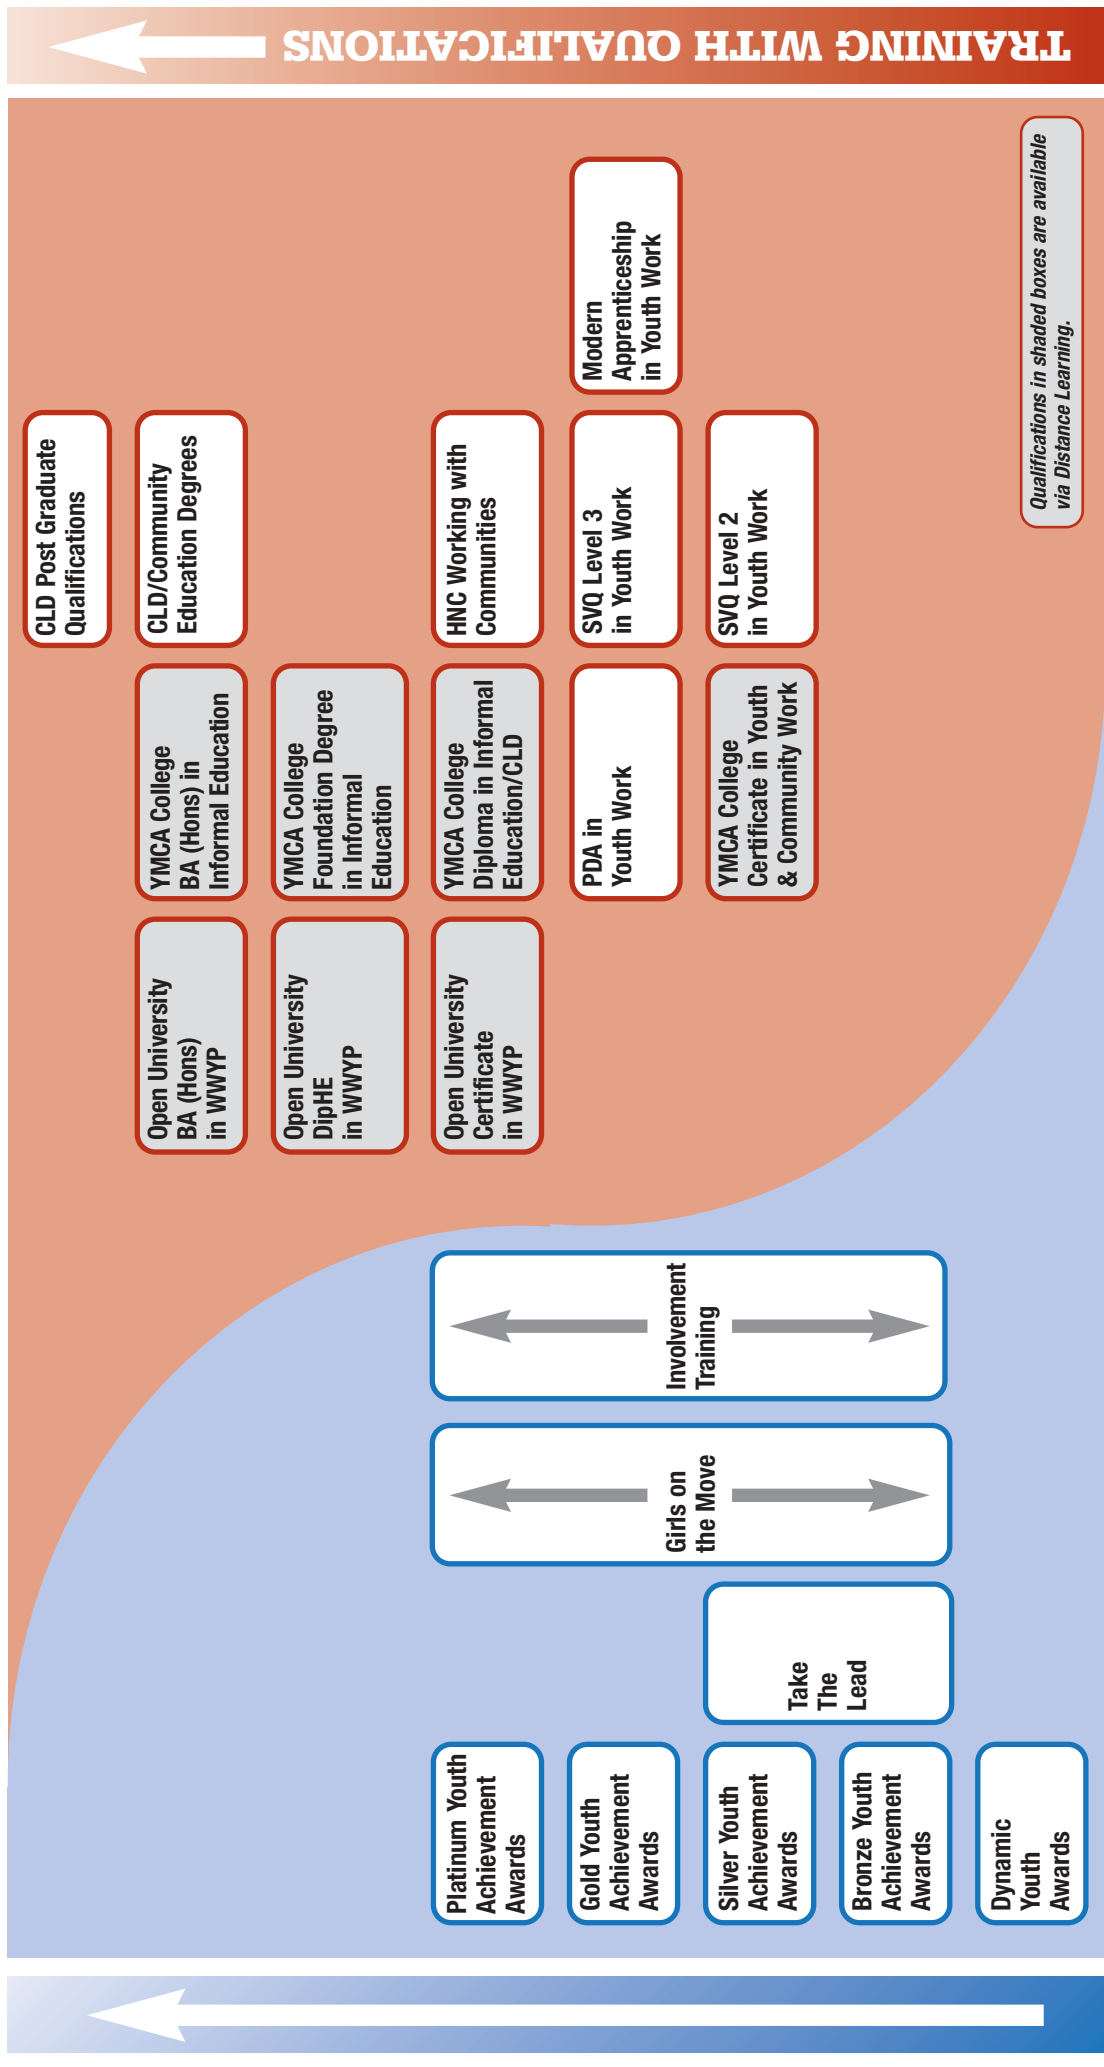 TRAINING WITH QUALIFICATIONS
CLD Post Graduate
Qualifications
CLD/Community
Education Degrees
HNC Working with
Communities
SVQ Level 3
in Youth Work
SVQ Level 2
in Youth Work
Modern
Apprenticeship
in Youth Work
Qualifications in shaded boxes are available
via Distance Learning.
YMCA College
BA (Hons) in
Informal Education
YMCA College
Foundation Degree
in Informal
Education
YMCA College
Diploma in Informal
Education/CLD
PDA in
Youth Work
YMCA College
Certificate in Youth
& Community Work
Open University
BA (Hons)
in WWYP
Open University
DipHE
in WWYP
Open University
Certificate
in WWYP
Involvement
Training
Girls on
the Move
Take
The
Lead
Platinum Youth
Achievement
Awards
Gold Youth
Achievement
Awards
Silver Youth
Achievement
Awards
Bronze Youth
Achievement
Awards
Dynamic
Youth
Awards